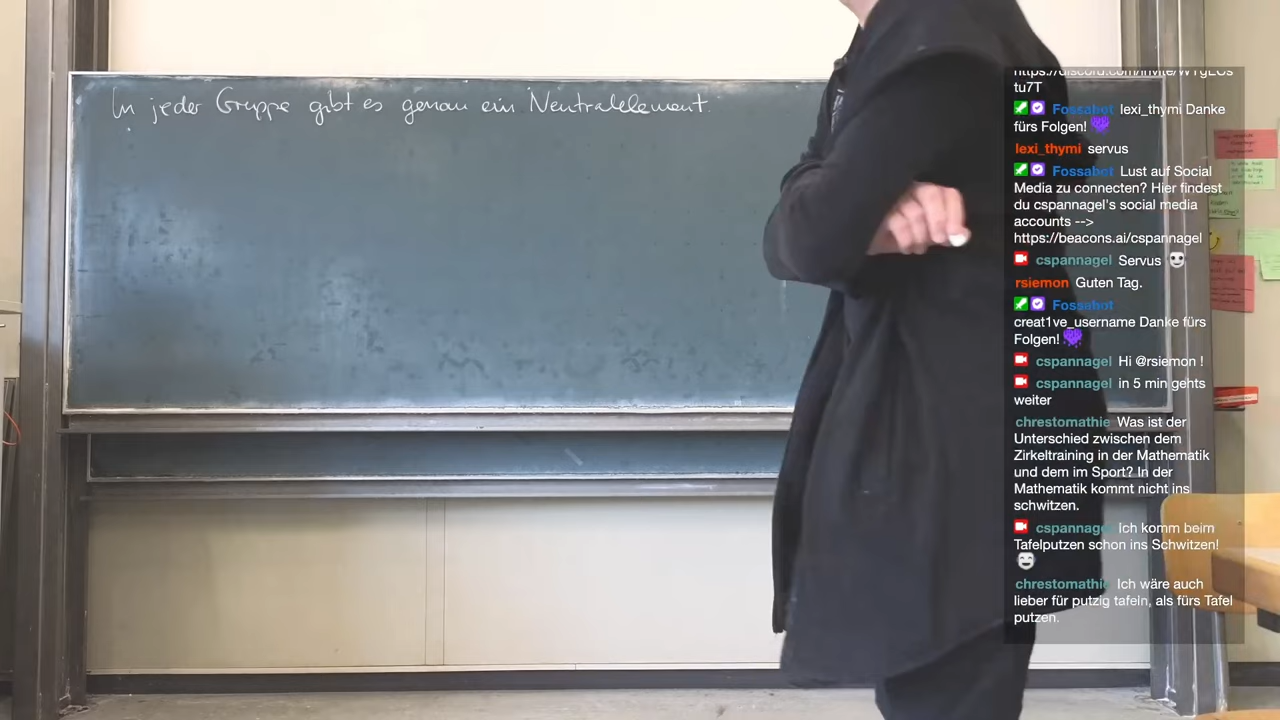 In jeder Gruppe gibt es genau ein Neutralelement.
tu7T
Fossabot lexi_thymi Danke
fürs Folgen!
lexi_thymi servus
Fossabot Lust auf Social
Media zu connecten? Hier findest
du cspannagel's social media
accounts -->
https://beacons.ai/cspannagel
cspannagel Servus
rsiemon Guten Tag.
Fossabot
creat1ve_username Danke fürs
Folgen!
cspannagel Hi @rsiemon !
cspannagel in 5 min gehts
weiter
chrestomathie Was ist der
Unterschied zwischen dem
Zirkeltraining in der Mathematik
und dem im Sport? In der
Mathematik kommt nicht ins
schwitzen.
cspannagel Ich komm beim
Tafelputzen schon ins Schwitzen!
chrestomathie Ich wäre auch
lieber für putzig tafeln, als fürs Tafel
putzen.